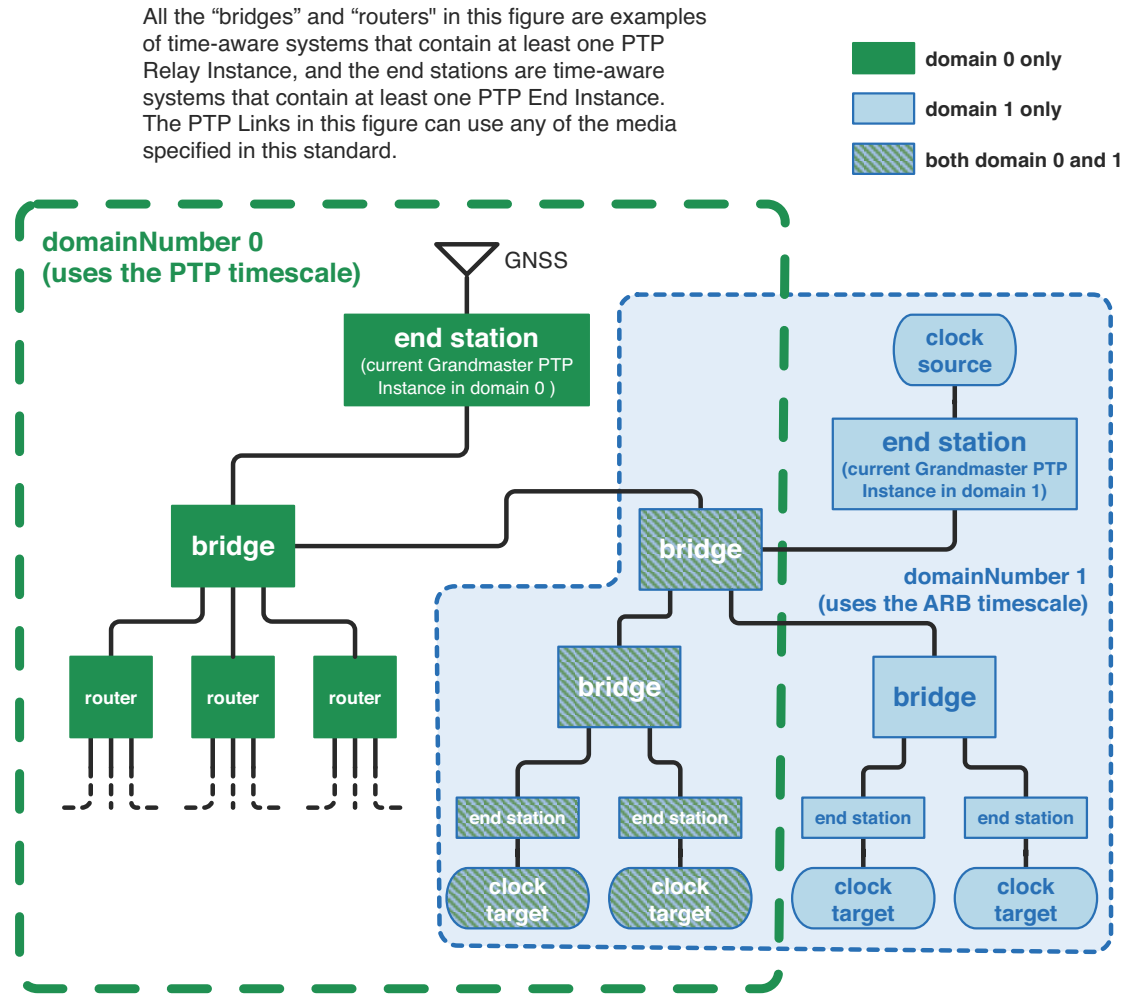 All the “bridges” and “routers" in this figure are examples
of time-aware systems that contain at least one PTP
Relay Instance, and the end stations are time-aware
systems that contain at least one PTP End Instance.
The PTP Links in this figure can use any of the media
specified in this standard.
domain 0 only
domain 1 only
both domain 0 and 1
domainNumber 0
(uses the PTP timescale)
GNSS
end station
(current Grandmaster PTP
Instance in domain 0 )
clock
source
end station
(current Grandmaster PTP
Instance in domain 1)
bridge
bridge
domainNumber 1
(uses the ARB timescale)
router
router
router
bridge
bridge
end station
end station
end station
end station
clock
target
clock
target
clock
target
clock
target